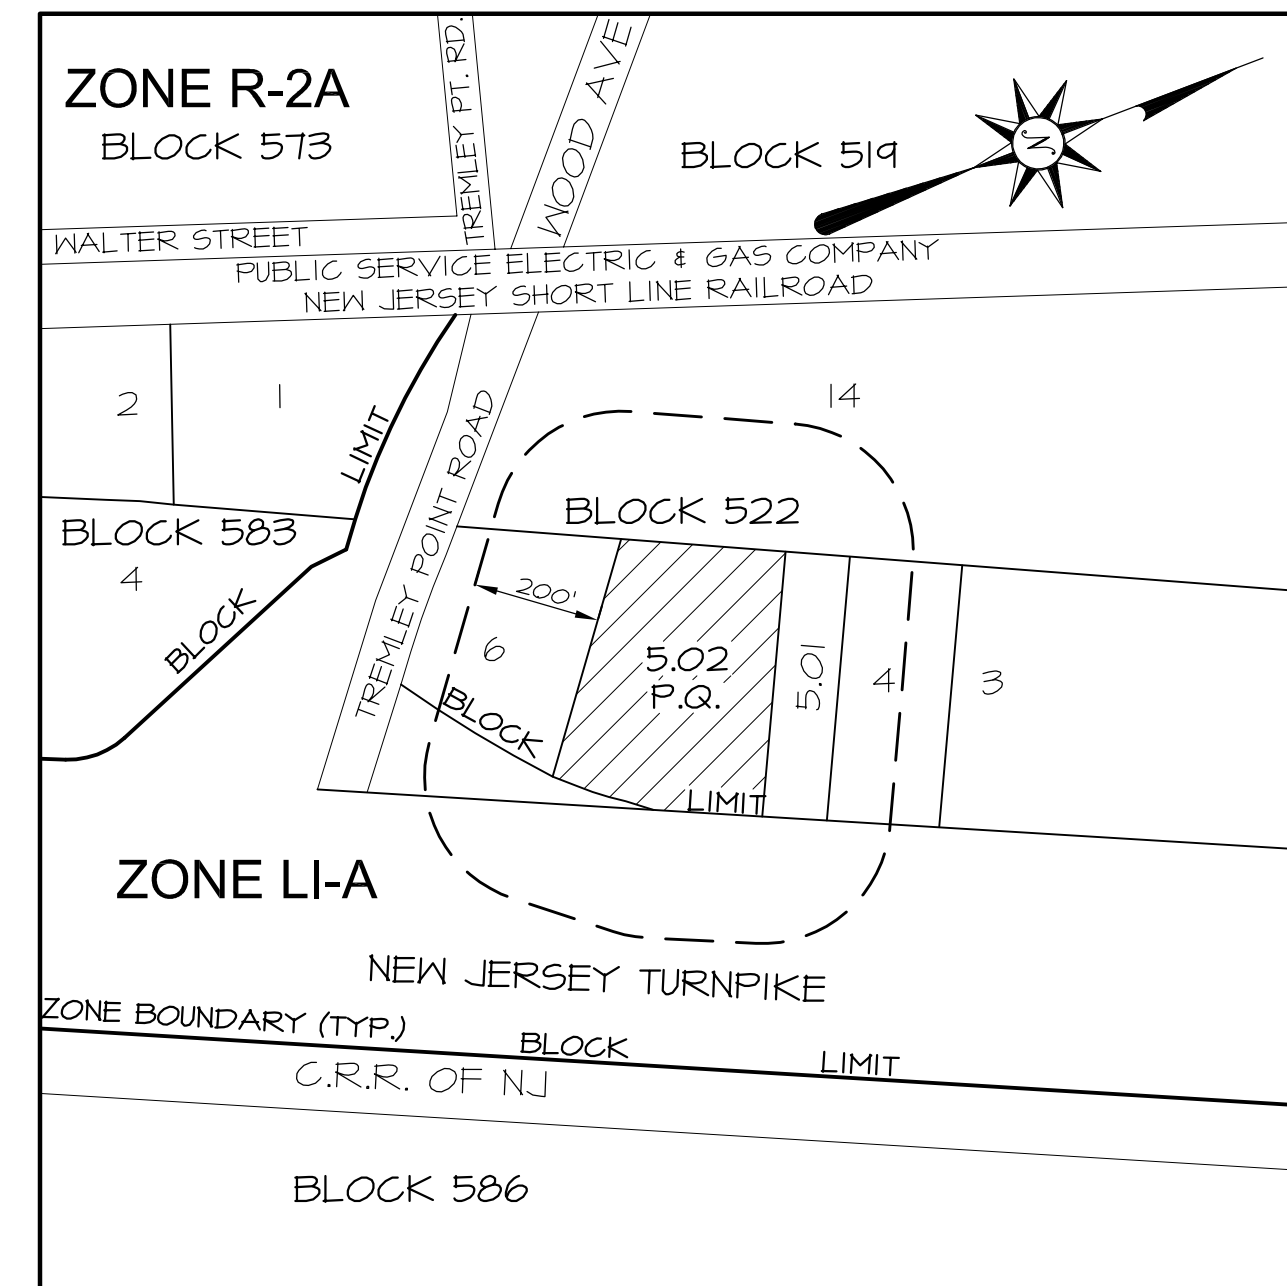 ZONE R-2A
BLOCK 573
TREMLEY PT. RD.
WOOD AVE
BLOCK 519
N
WALTER STREET
PUBLIC SERVICE ELECTRIC & GAS COMPANY
NEW JERSEY SHORT LINE RAILROAD
2
1
LIMIT
14
TREMLEY POINT ROAD
BLOCK 522
BLOCK 583
4
BLOCK
200'
6
5.02
P.Q.
5.01
4
3
BLOCK
LIMIT
ZONE LI-A
NEW JERSEY TURNPIKE
ZONE BOUNDARY (TYP.)
BLOCK
LIMIT
C.R.R. OF NJ
BLOCK 586